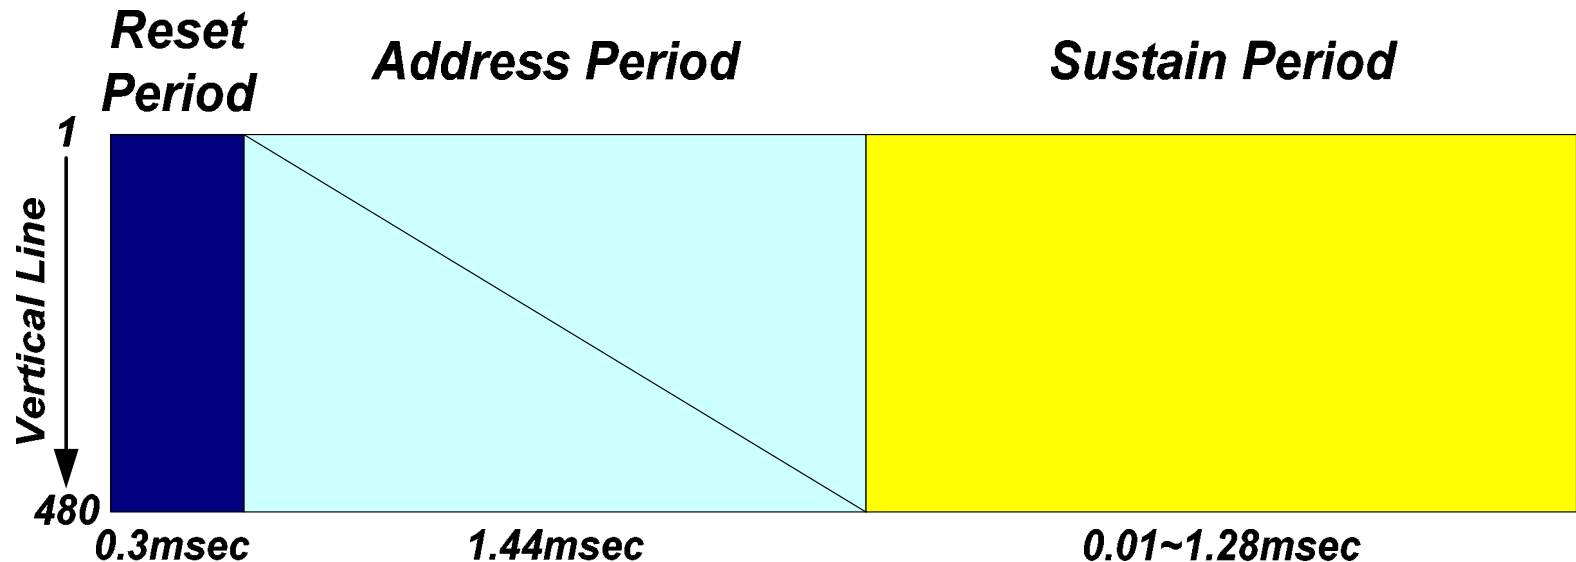 Reset
Period
Address Period
Sustain Period
1
Vertical Line
480
0.3msec
1.44msec
0.01~1.28msec